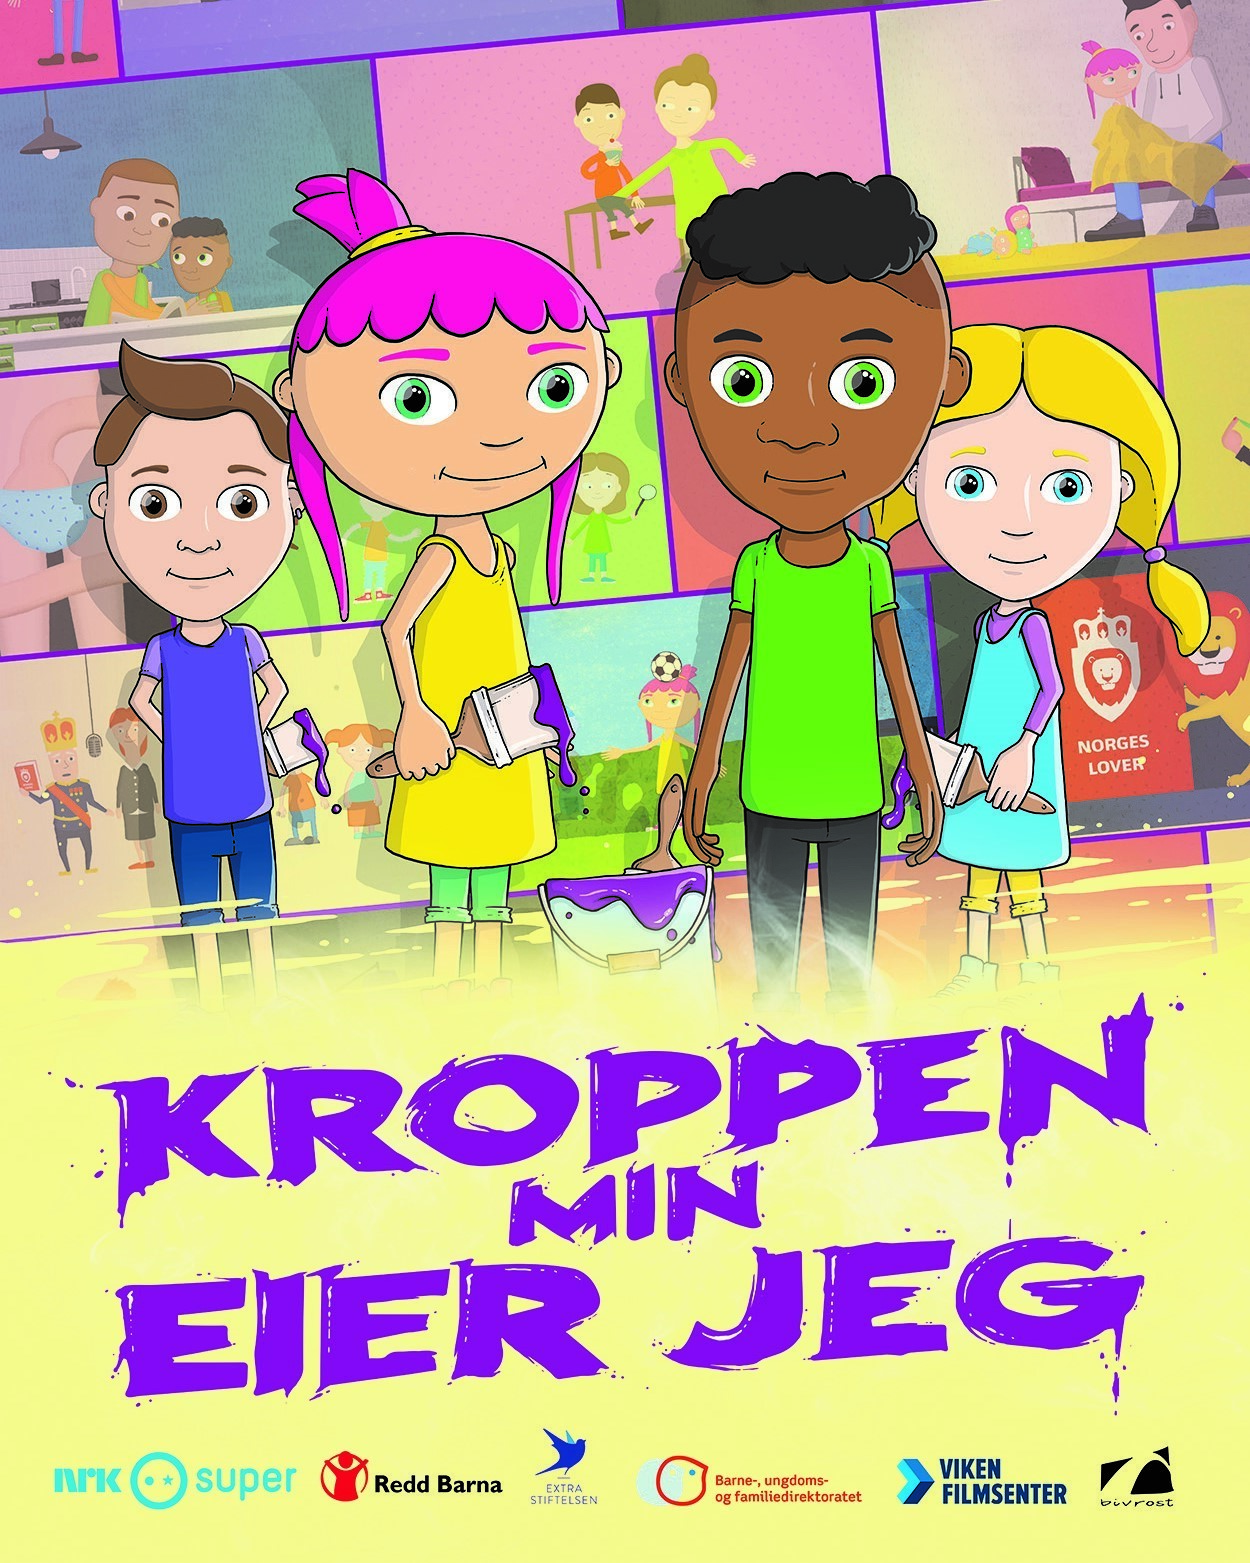 NORGES
LOVER
KROPPEN
MIN
EIER JEG
nrk super
Redd Barna
EXTRA
STIFTELSEN
Barne-, ungdoms-
og familiedirektoratet
VIKEN
FILMSENTER
bivrost